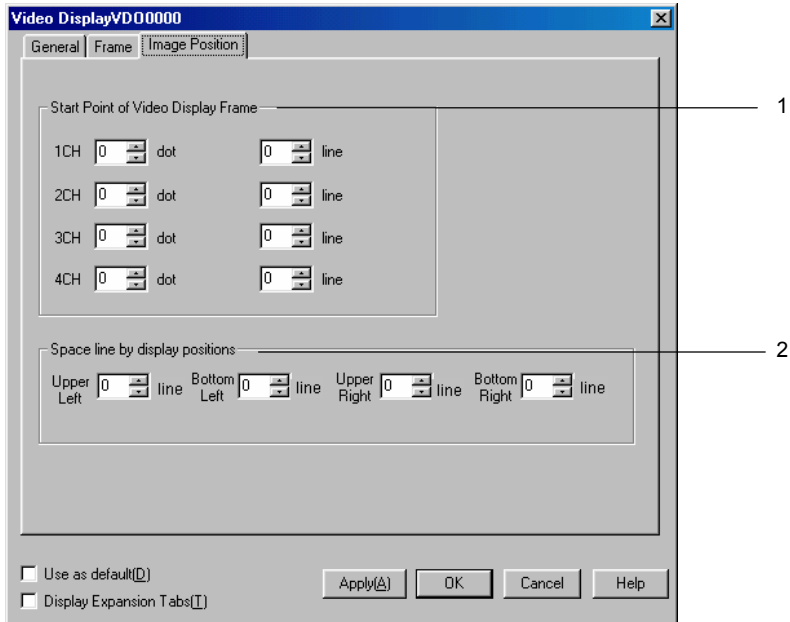 Video DisplayVDO0000
General Frame Image Position
Start Point of Video Display Frame 1
1CH 0 dot 0 line
2CH 0 dot 0 line
3CH 0 dot 0 line
4CH 0 dot 0 line
Space line by display positions 2
Upper Left 0 line Bottom Left 0 line Upper Right 0 line Bottom Right 0 line
Use as default(D)
Display Expansion Tabs(T)
Apply(A) OK Cancel Help